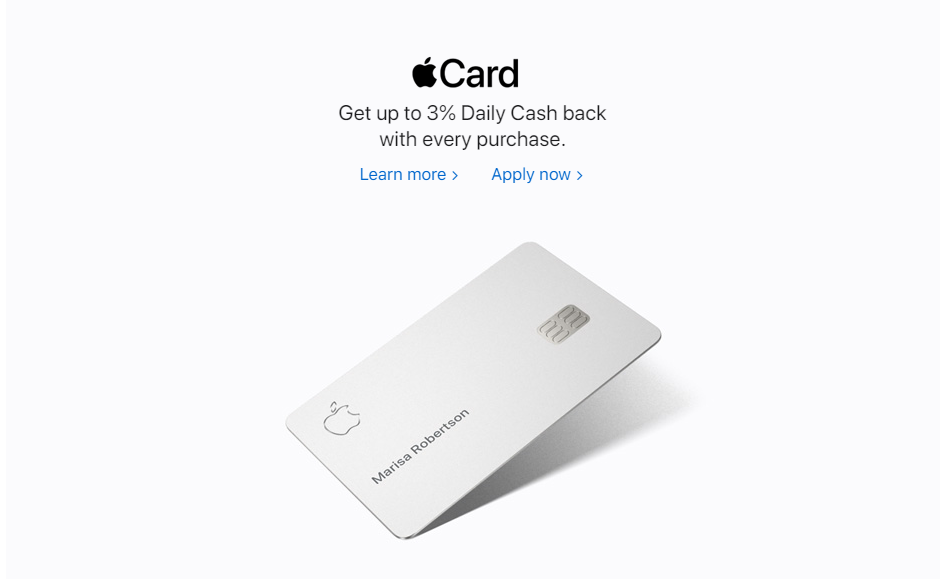 Card
Get up to 3% Daily Cash back
with every purchase.
Learn more >
Apply now >
Marisa Robertson